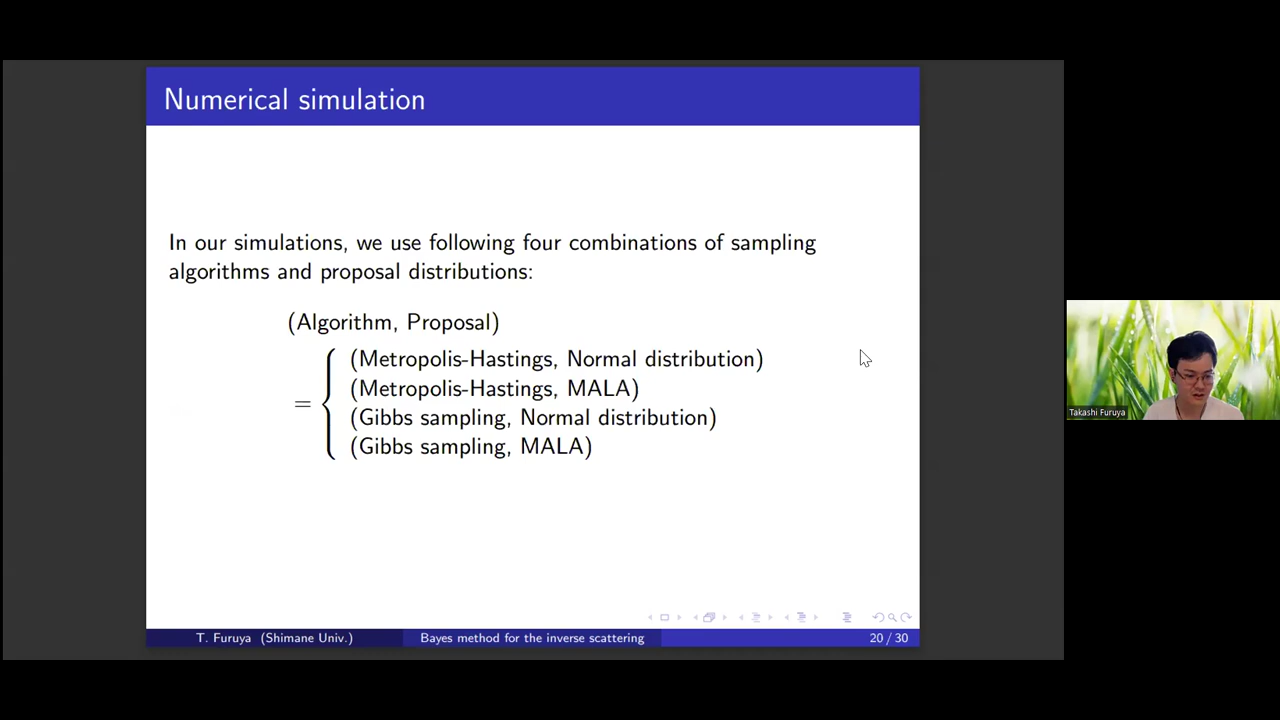 Numerical simulation
In our simulations, we use following four combinations of sampling
algorithms and proposal distributions:
(Algorithm, Proposal)
(Metropolis-Hastings, Normal distribution)
(Metropolis-Hastings, MALA)
=
(Gibbs sampling, Normal distribution)
(Gibbs sampling, MALA)
Takashi Furuya
T. Furuya (Shimane Univ.)
Bayes method for the inverse scattering
20 / 30